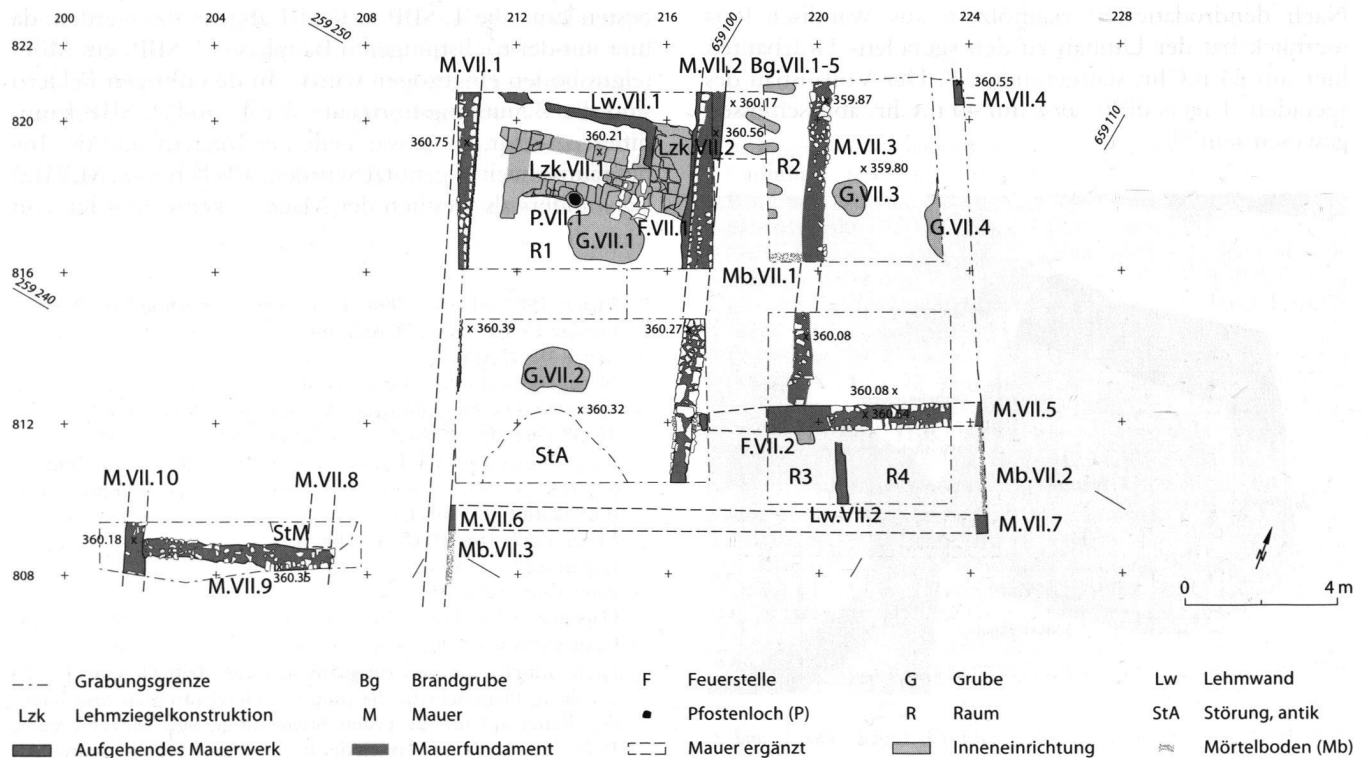 200 204 259 250 208 212 216 659 100 220 224 228
822
M.VII.1 M.VII.2 Bg.VII.1-5
360.55
Lw.VII.1 x 360.17 x 359.87 M.VII.4
820
360.75 x 360.21 x 360.56 659 110
Lzk.VII.2 M.VII.3
Lzk.VII.1 R2 x 359.80
G.VII.3
P.VII.1 F.VII.1 G.VII.4
R1 G.VII.1
816 Mb.VII.1
259 240
x 360.39 360.27 x x 360.08
G.VII.2
360.08 x
x 360.32 x 360.54 M.VII.5
812
StA F.VII.2
R3 R4 Mb.VII.2
M.VII.10 M.VII.8
Lw.VII.2
StM M.VII.6 M.VII.7
360.18 x
Mb.VII.3
808 360.35
M.VII.9
N
0 4 m
Grabungsgrenze Bg Brandgrube F Feuerstelle G Grube Lw Lehmwand
Lzk Lehmziegelkonstruktion M Mauer Pfostenloch (P) R Raum StA Störung, antik
Aufgehendes Mauerwerk Mauerfundament Mauer ergänzt Inneneinrichtung Mörtelboden (Mb)